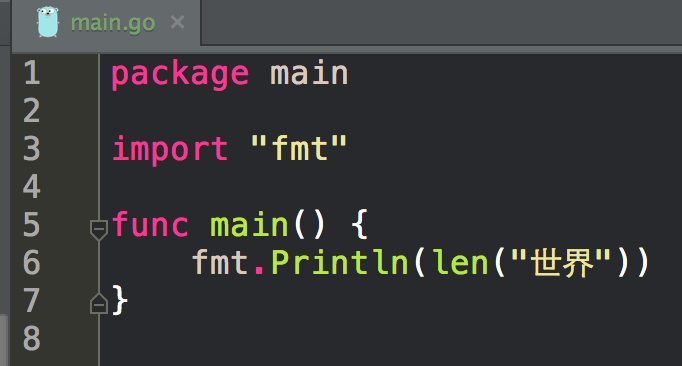 main.go ×
1 package main
2
3 import "fmt"
4
5 func main() {
6     fmt.Println(len("世界"))
7 }
8